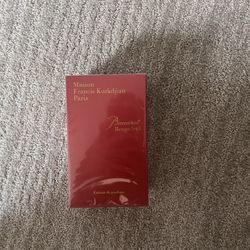 Maison
Francis Kurkdjian
Paris
Baccarat
Rouge 540
Extrait de parfum